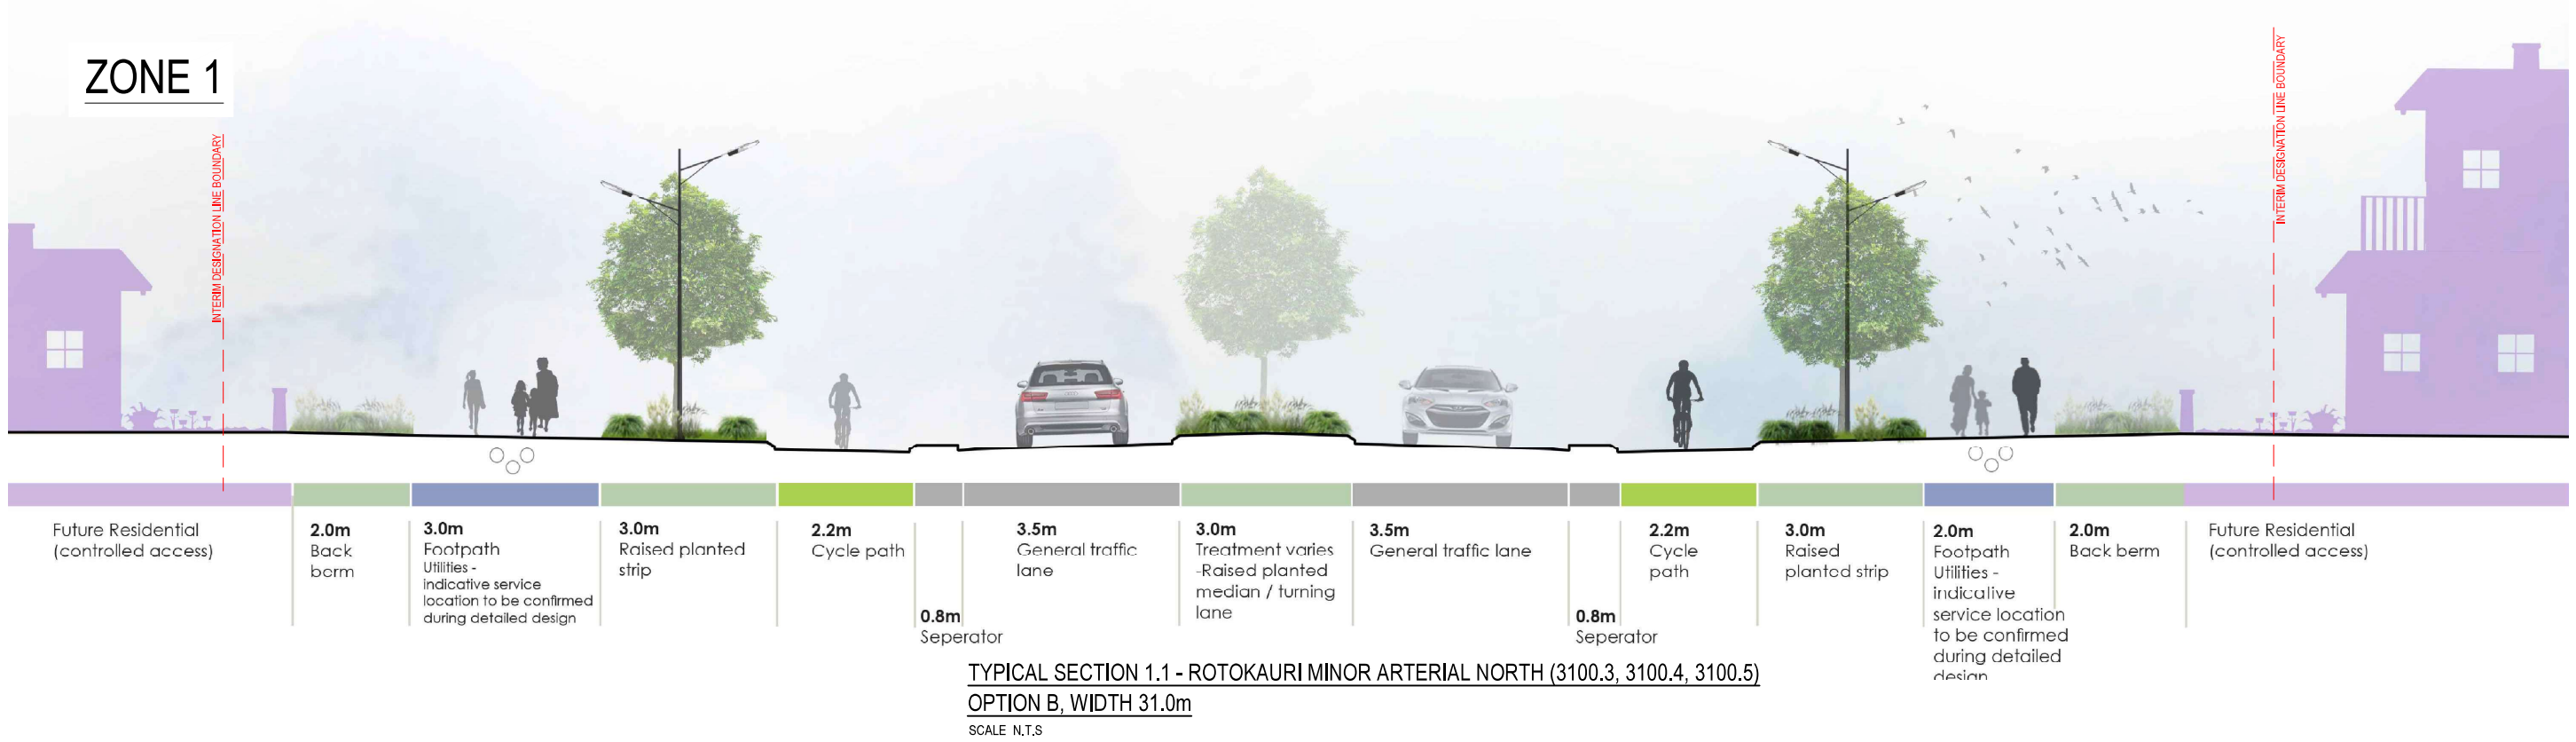 ZONE 1
INTERIM DESIGNATION LINE BOUNDARY
INTERIM DESIGNATION LINE BOUNDARY
Future Residential
(controlled access)
2.0m
Back
berm
3.0m
Footpath
Utilities -
indicative service
location to be confirmed
during detailed design
3.0m
Raised planted
strip
2.2m
Cycle path
0.8m
Seperator
3.5m
General traffic
lane
3.0m
Treatment varies
-Raised planted
median / turning
lane
3.5m
General traffic lane
0.8m
Seperator
2.2m
Cycle
path
3.0m
Raised
planted strip
2.0m
Footpath
Utilities -
indicative
service location
to be confirmed
during detailed
design
2.0m
Back berm
Future Residential
(controlled access)
TYPICAL SECTION 1.1 - ROTOKAURI MINOR ARTERIAL NORTH (3100.3, 3100.4, 3100.5)
OPTION B, WIDTH 31.0m
SCALE N.T.S